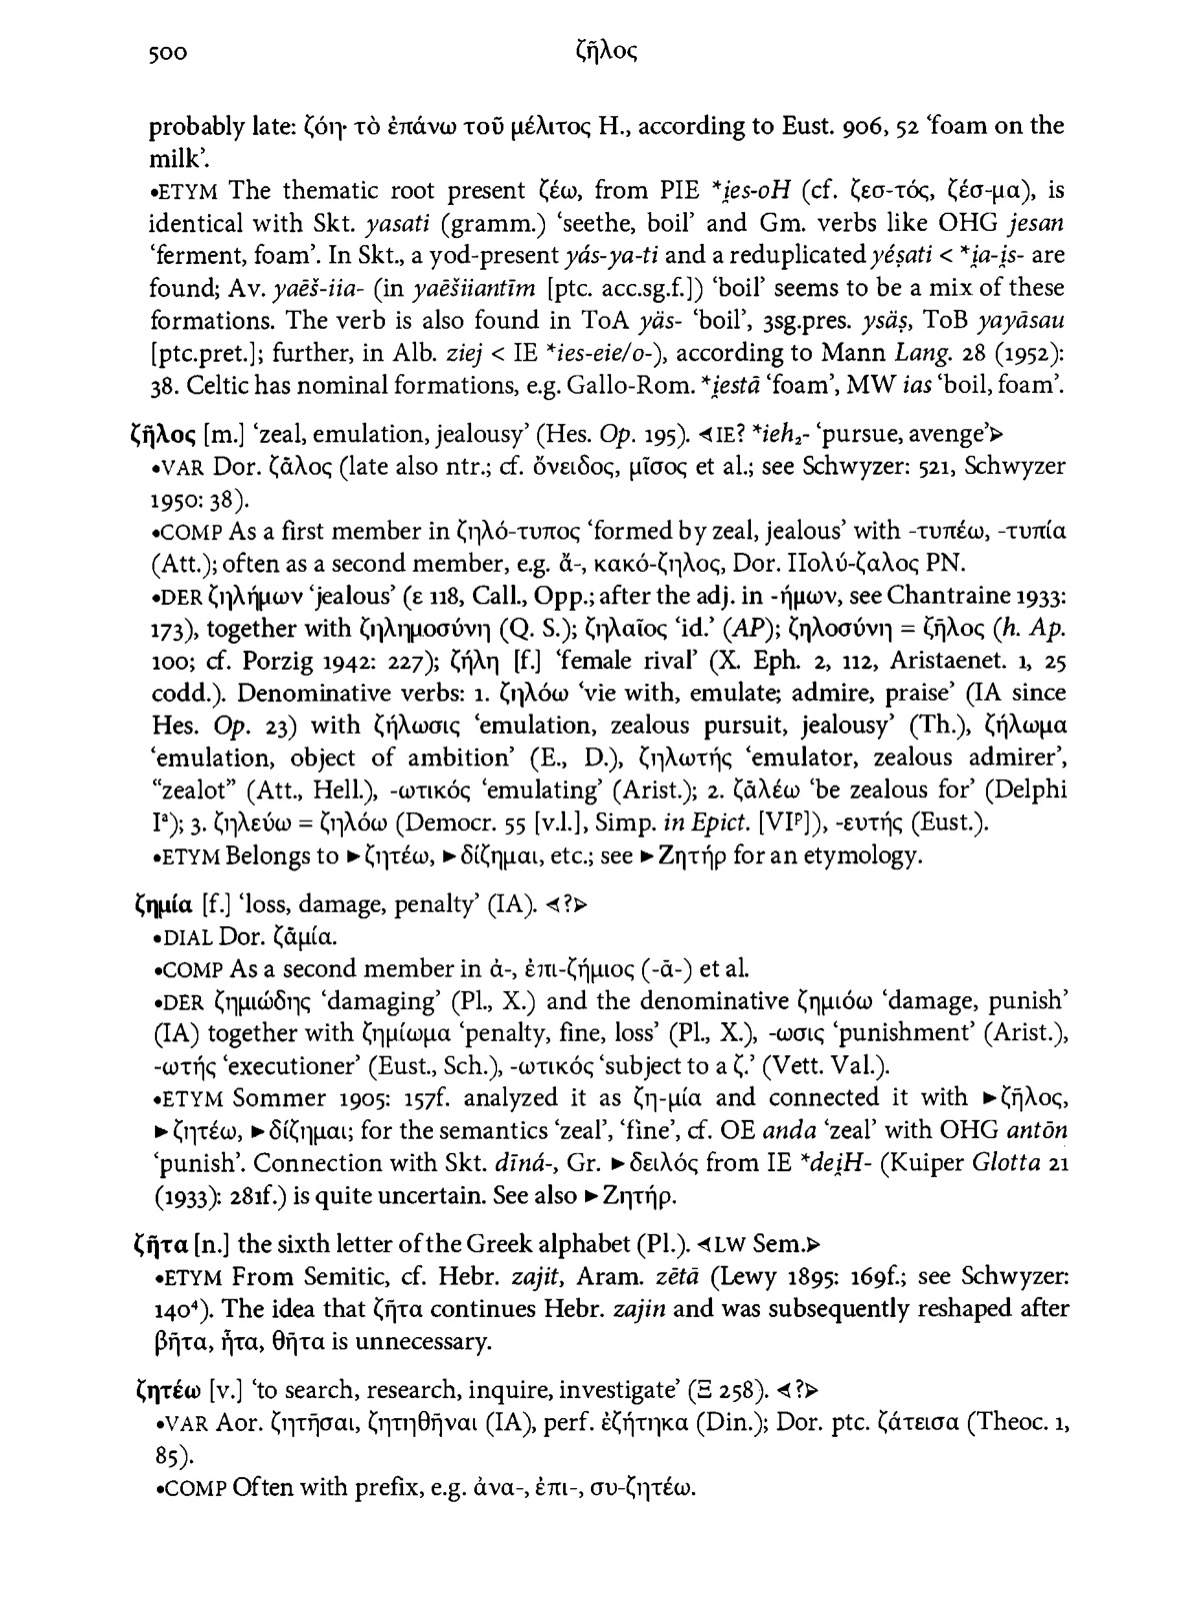 500
ζῆλος
probably late: ζόη· τὸ ἐπάνω τοῦ μέλιτος H., according to Eust. 906, 52 ‘foam on the
milk’.
•ETYM The thematic root present ζέω, from PIE *i̯es-oH (cf. ζεσ-τός, ζέσ-μα), is
identical with Skt. yasati (gramm.) ‘seethe, boil’ and Gm. verbs like OHG jesan
‘ferment, foam’. In Skt., a yod-present yás-ya-ti and a reduplicated yéṣati < *i̯a-i̯s- are
found; Av. yaēš-iia- (in yaēšiiantīm [ptc. acc.sg.f.]) ‘boil’ seems to be a mix of these
formations. The verb is also found in ToA yäs- ‘boil’, 3sg.pres. ysäṣ, ToB yayāsau
[ptc.pret.]; further, in Alb. ziej < IE *ies-eie/o-), according to Mann Lang. 28 (1952):
38. Celtic has nominal formations, e.g. Gallo-Rom. *i̯estā ‘foam’, MW ias ‘boil, foam’.
ζῆλος [m.] ‘zeal, emulation, jealousy’ (Hes. Op. 195). ⊲IE? *ieh₂- ‘pursue, avenge’⊳
•VAR Dor. ζᾶλος (late also ntr.; cf. ὄνειδος, μῖσος et al.; see Schwyzer: 521, Schwyzer
1950: 38).
•COMP As a first member in ζηλό-τυπος ‘formed by zeal, jealous’ with -τυπέω, -τυπία
(Att.); often as a second member, e.g. ἄ-, κακό-ζηλος, Dor. Πολύ-ζαλος PN.
•DER ζηλήμων ‘jealous’ (ε 118, Call., Opp.; after the adj. in -ήμων, see Chantraine 1933:
173), together with ζηλημοσύνη (Q. S.); ζηλαῖος ‘id.’ (AP); ζηλοσύνη = ζῆλος (h. Ap.
100; cf. Porzig 1942: 227); ζήλη [f.] ‘female rival’ (X. Eph. 2, 112, Aristaenet. 1, 25
codd.). Denominative verbs: 1. ζηλόω ‘vie with, emulate; admire, praise’ (IA since
Hes. Op. 23) with ζήλωσις ‘emulation, zealous pursuit, jealousy’ (Th.), ζήλωμα
‘emulation, object of ambition’ (E., D.), ζηλωτής ‘emulator, zealous admirer’,
“zealot” (Att., Hell.), -ωτικός ‘emulating’ (Arist.); 2. ζᾱλέω ‘be zealous for’ (Delphi
Iᵃ); 3. ζηλεύω = ζηλόω (Democr. 55 [v.l.], Simp. in Epict. [VIᵖ]), -ευτής (Eust.).
•ETYM Belongs to ►ζητέω, ►δίζημαι, etc.; see ►Ζητήρ for an etymology.
ζημία [f.] ‘loss, damage, penalty’ (IA). ⊲?⊳
•DIAL Dor. ζᾱμία.
•COMP As a second member in ἀ-, ἐπι-ζήμιος (-ᾱ-) et al.
•DER ζημιώδης ‘damaging’ (Pl., X.) and the denominative ζημιόω ‘damage, punish’
(IA) together with ζημίωμα ‘penalty, fine, loss’ (Pl., X.), -ωσις ‘punishment’ (Arist.),
-ωτής ‘executioner’ (Eust., Sch.), -ωτικός ‘subject to a ζ.’ (Vett. Val.).
•ETYM Sommer 1905: 157f. analyzed it as ζη-μία and connected it with ►ζῆλος,
►ζητέω, ►δίζημαι; for the semantics ‘zeal’, ‘fine’, cf. OE anda ‘zeal’ with OHG antōn
‘punish’. Connection with Skt. dīná-, Gr. ►δειλός from IE *dei̯H- (Kuiper Glotta 21
(1933): 281f.) is quite uncertain. See also ►Ζητήρ.
ζῆτα [n.] the sixth letter of the Greek alphabet (Pl.). ⊲LW Sem.⊳
•ETYM From Semitic, cf. Hebr. zajit, Aram. zētā (Lewy 1895: 169f.; see Schwyzer:
140⁴). The idea that ζῆτα continues Hebr. zajin and was subsequently reshaped after
βῆτα, ἦτα, θῆτα is unnecessary.
ζητέω [v.] ‘to search, research, inquire, investigate’ (Ξ 258). ⊲?⊳
•VAR Aor. ζητῆσαι, ζητηθῆναι (IA), perf. ἐζήτηκα (Din.); Dor. ptc. ζάτεισα (Theoc. 1,
85).
•COMP Often with prefix, e.g. ἀνα-, ἐπι-, συ-ζητέω.